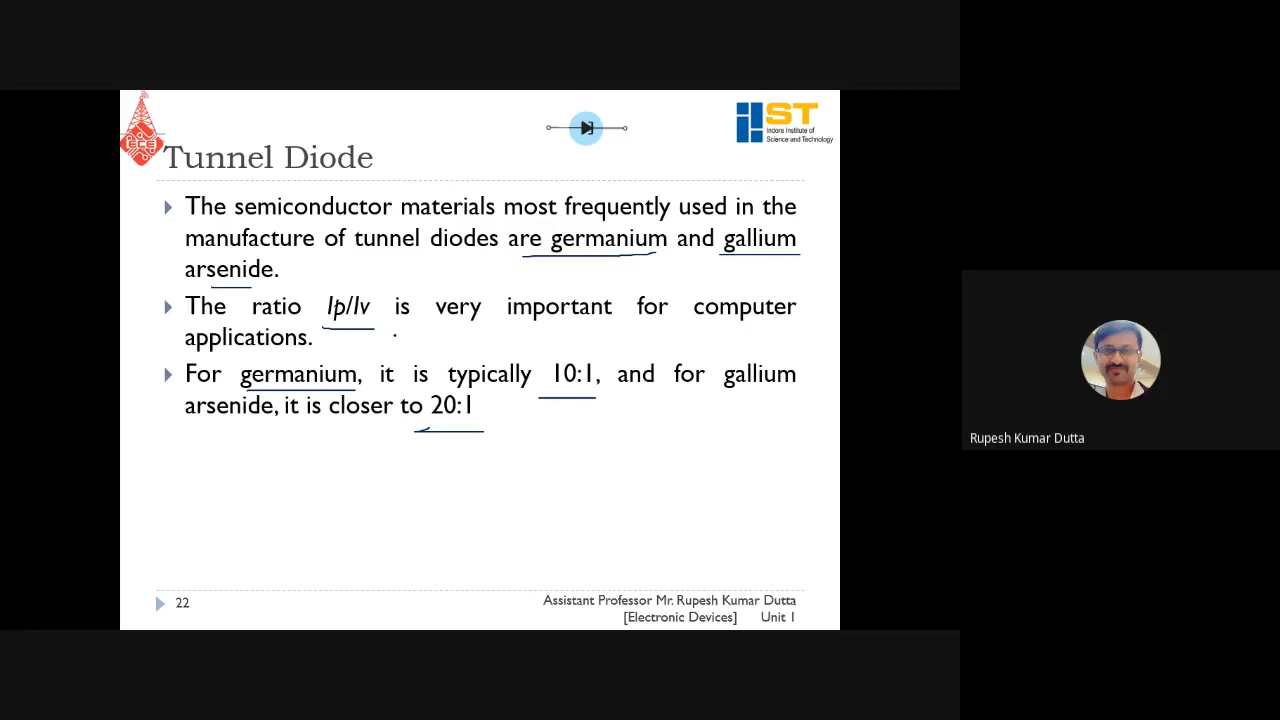 ECE
IIST
Indore Institute of
Science and Technology
Tunnel Diode
The semiconductor materials most frequently used in the
manufacture of tunnel diodes are germanium and gallium
arsenide.
The ratio Ip/Iv is very important for computer
applications.
For germanium, it is typically 10:1, and for gallium
arsenide, it is closer to 20:1
22
Assistant Professor Mr. Rupesh Kumar Dutta
[Electronic Devices] Unit 1
Rupesh Kumar Dutta